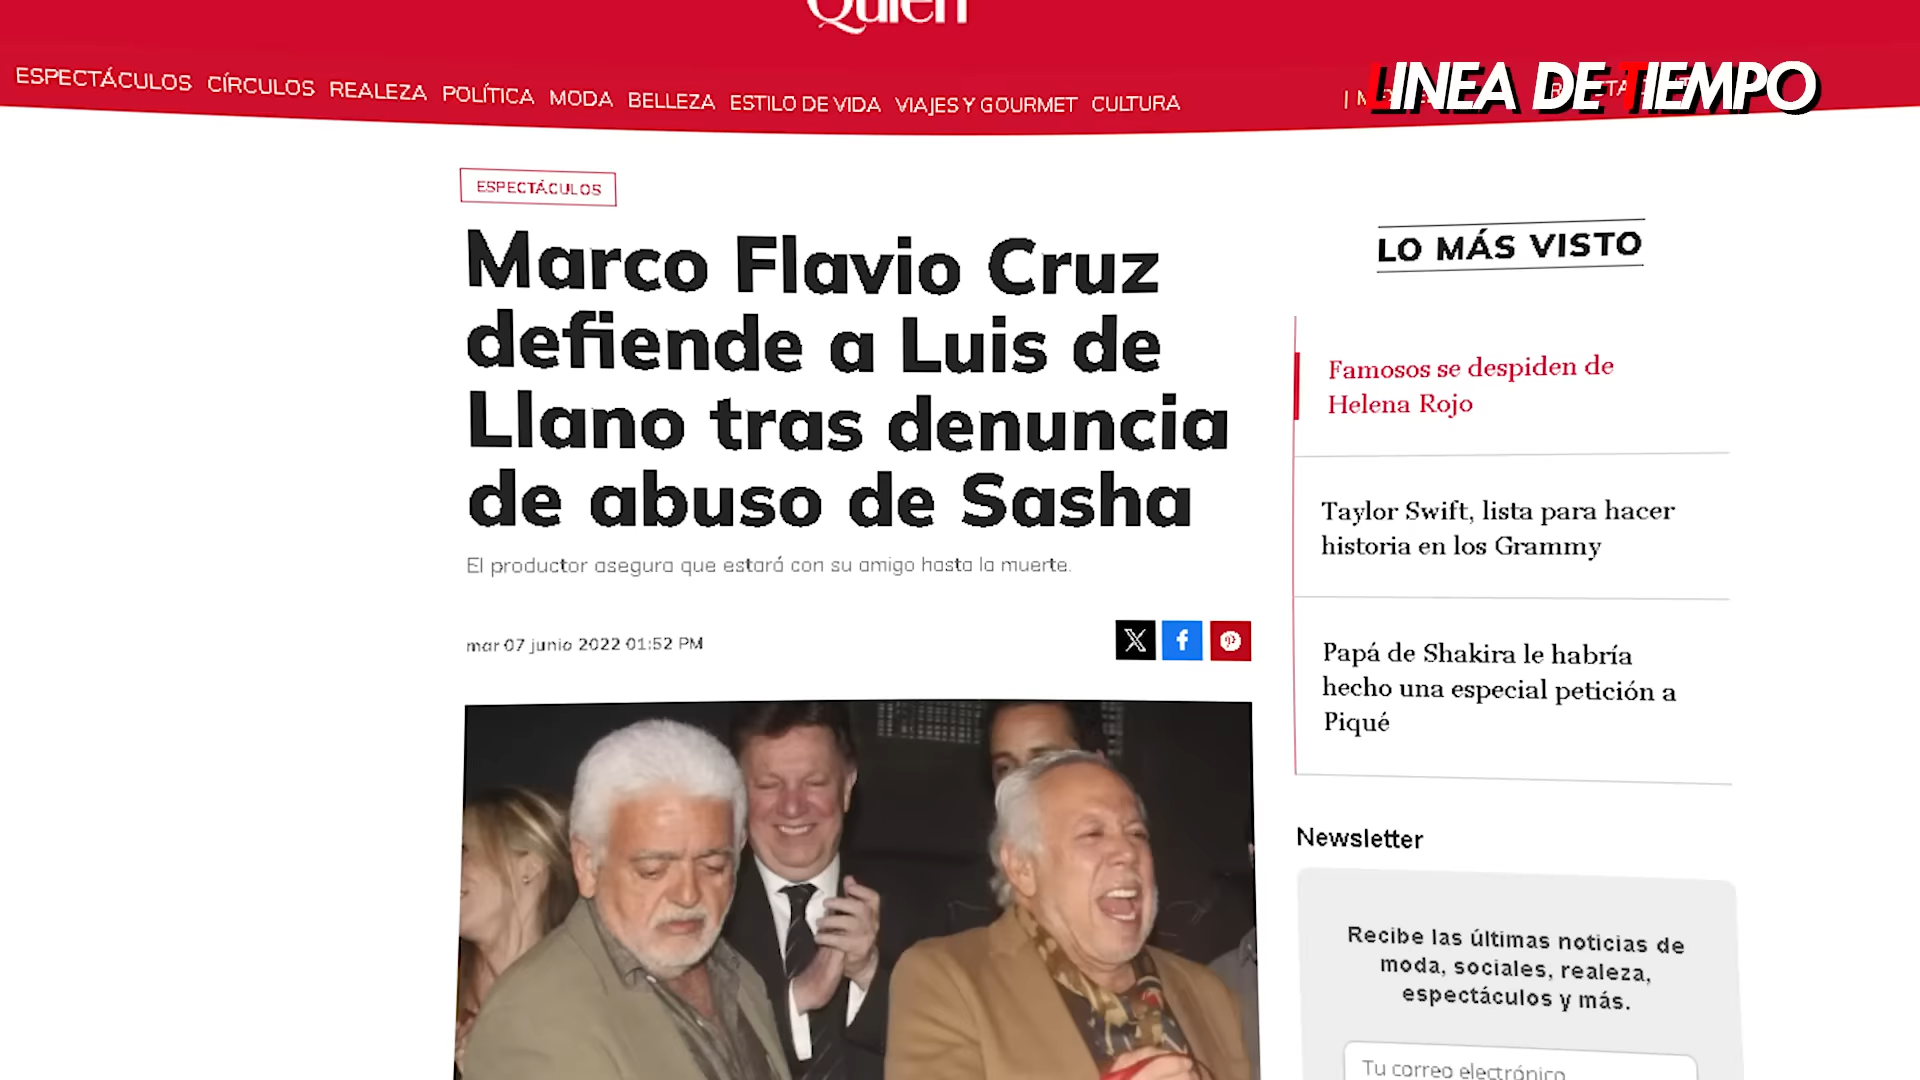 Quién
ESPECTÁCULOS CÍRCULOS REALEZA POLÍTICA MODA BELLEZA ESTILO DE VIDA VIAJES Y GOURMET CULTURA
LINEA DE TIEMPO
ESPECTÁCULOS
Marco Flavio Cruz
defiende a Luis de
Llano tras denuncia
de abuso de Sasha
El productor asegura que estará con su amigo hasta la muerte.
mar 07 junio 2022 01:52 PM
LO MÁS VISTO
Famosos se despiden de
Helena Rojo
Taylor Swift, lista para hacer
historia en los Grammy
Papá de Shakira le habría
hecho una especial petición a
Piqué
Newsletter
Recibe las últimas noticias de
moda, sociales, realeza,
espectáculos y más.
Tu correo electrónico